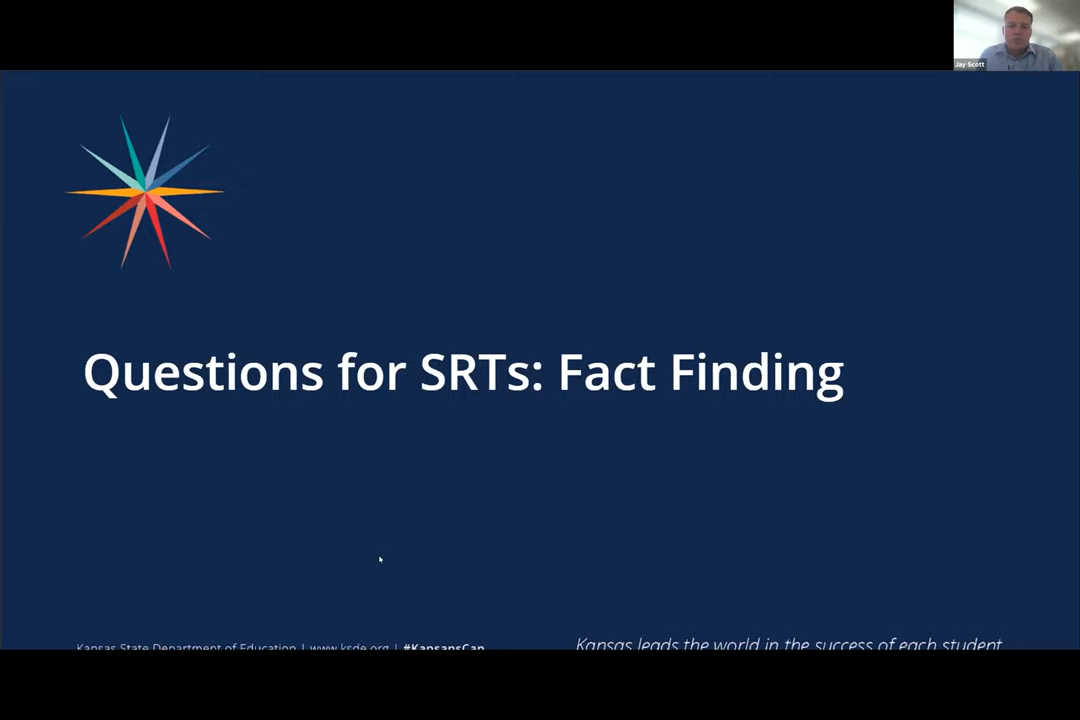 Jay Scott
Questions for SRTs: Fact Finding
Kansas State Department of Education | www.ksde.org | #KansansCan
Kansas leads the world in the success of each student